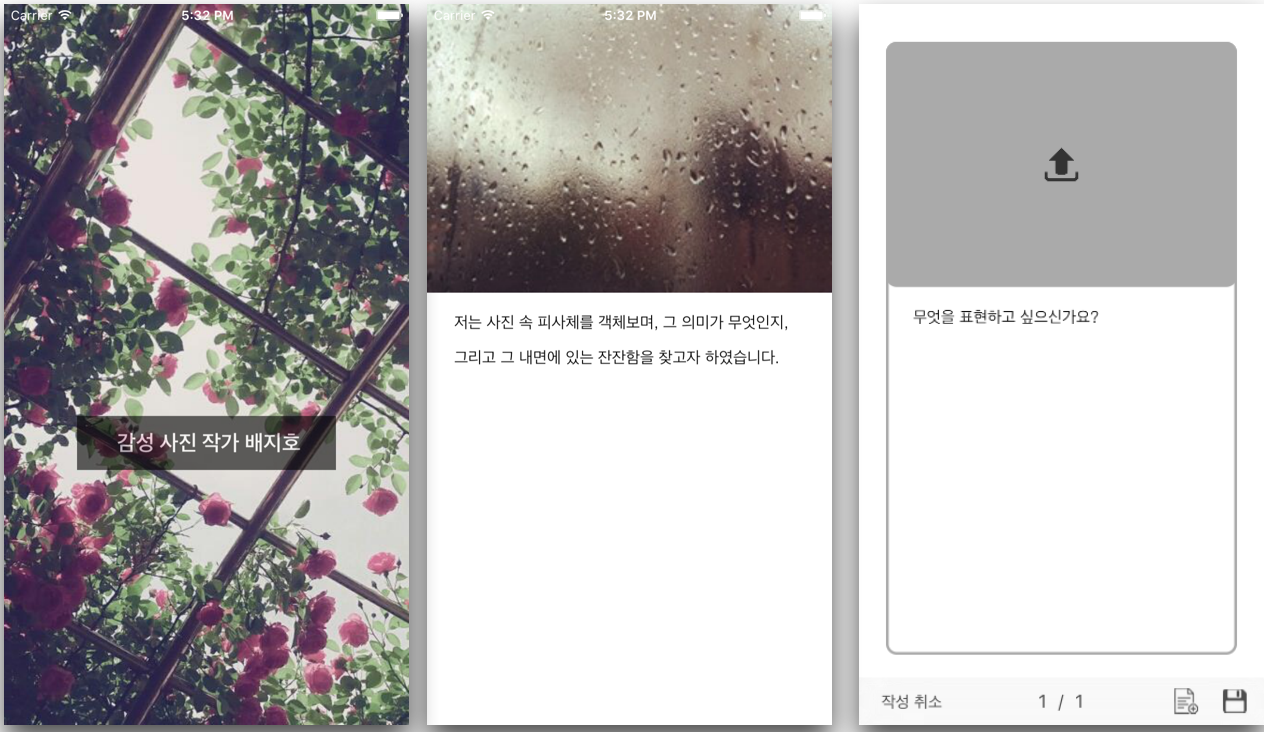 Carrier 5:32 PM
감성 사진 작가 배지호
Carrier 5:32 PM
저는 사진 속 피사체를 객체보며, 그 의미가 무엇인지,
그리고 그 내면에 있는 잔잔함을 찾고자 하였습니다.
무엇을 표현하고 싶으신가요?
작성 취소 1 / 1